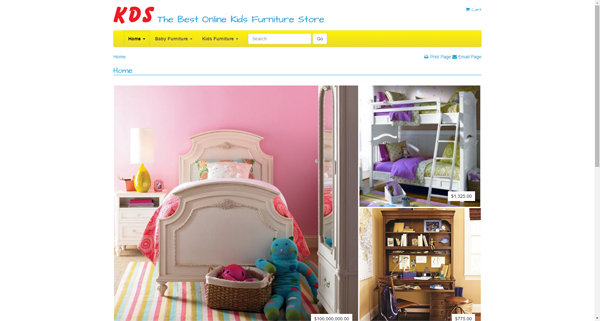 KDS The Best Online Kids Furniture Store
Cart
Home Baby Furniture Kids Furniture Search Go
Home
Print Page Email Page
Home
$1,325.00
$100,000,000.00
$775.00